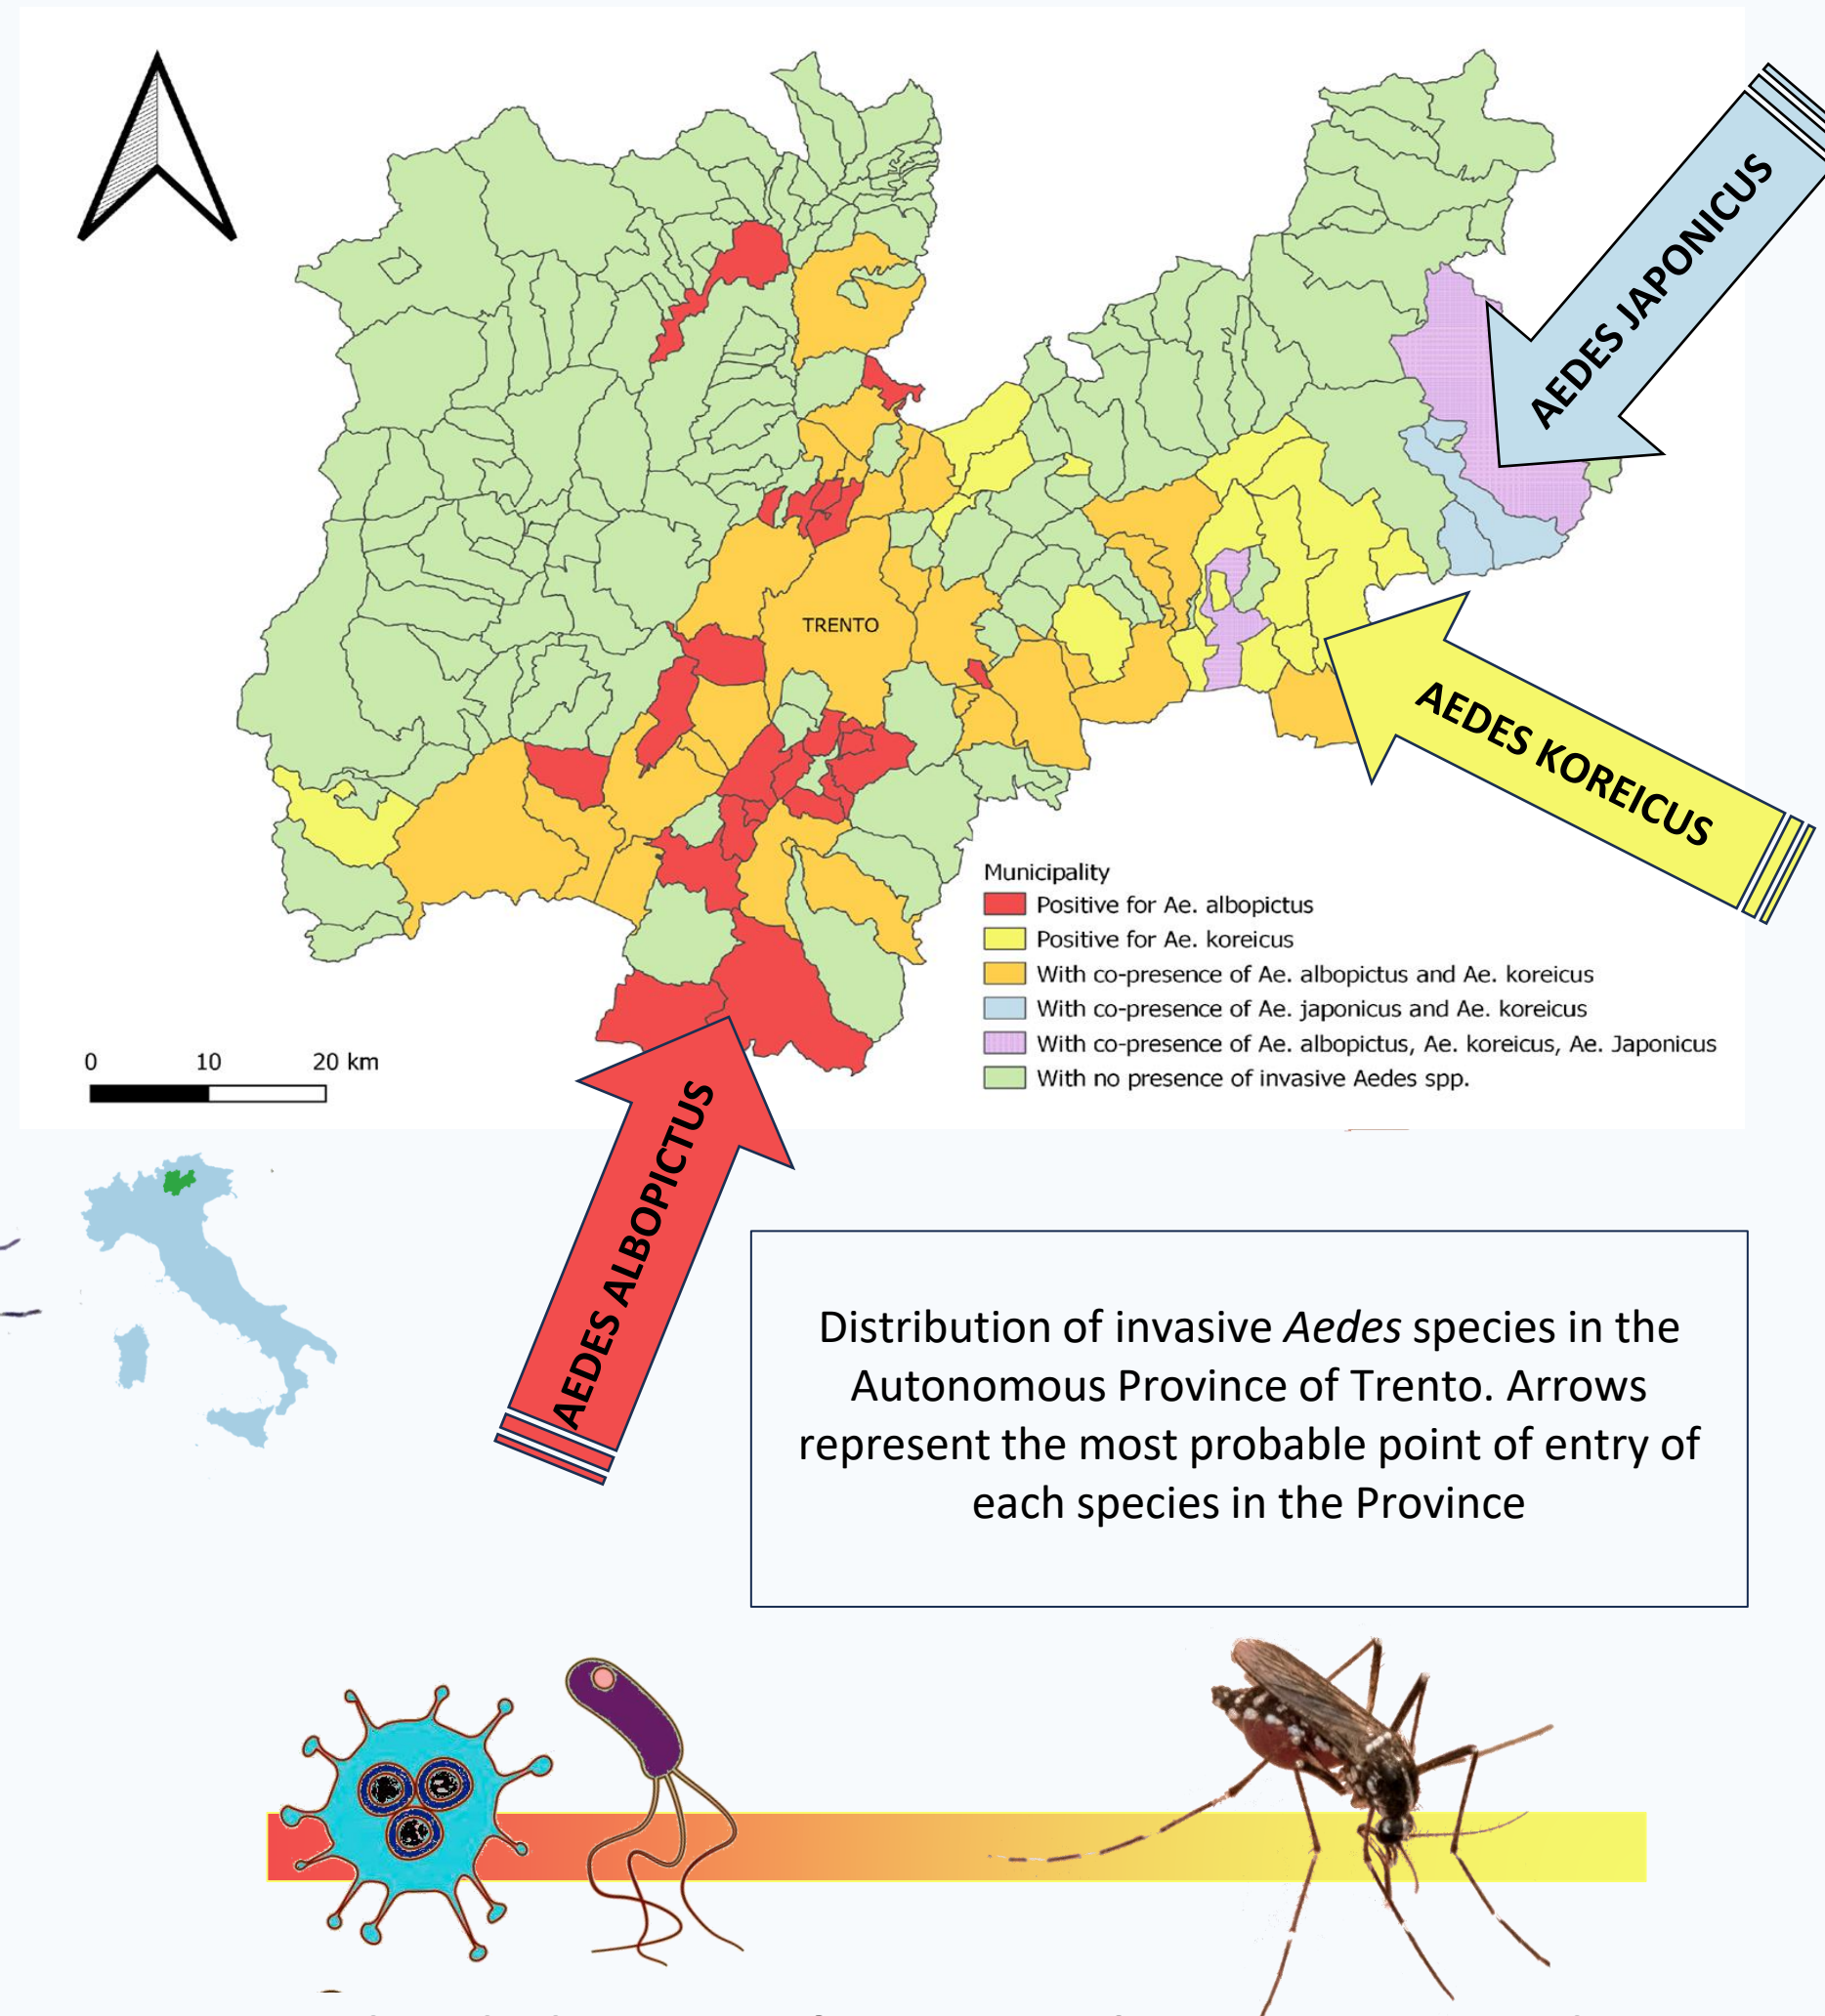 AEDES JAPONICUS
TRENTO
AEDES KOREICUS
Municipality
Positive for Ae. albopictus
Positive for Ae. koreicus
With co-presence of Ae. albopictus and Ae. koreicus
With co-presence of Ae. japonicus and Ae. koreicus
With co-presence of Ae. albopictus, Ae. koreicus, Ae. Japonicus
With no presence of invasive Aedes spp.
0 10 20 km
AEDES ALBOPICTUS
Distribution of invasive Aedes species in the
Autonomous Province of Trento. Arrows
represent the most probable point of entry of
each species in the Province